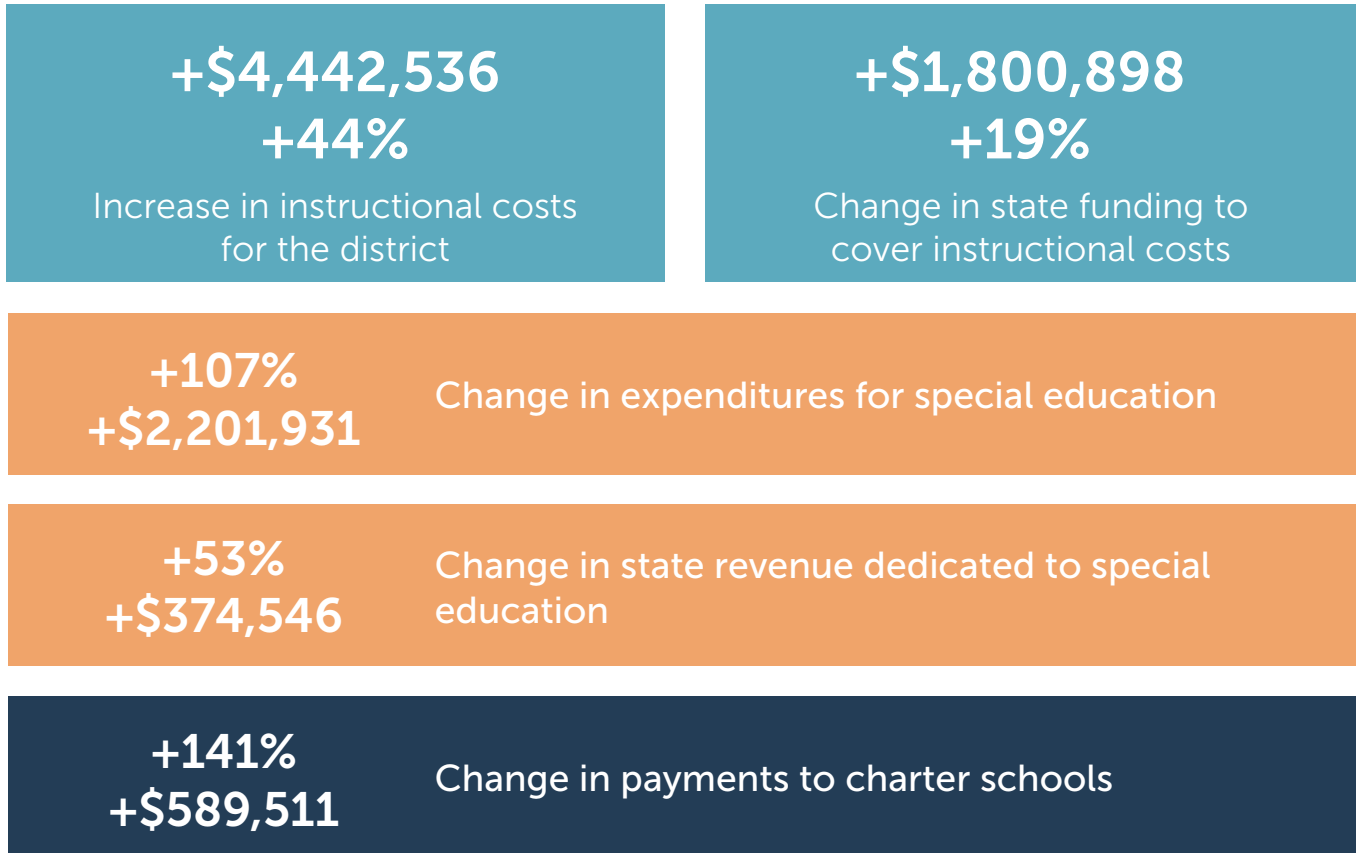 +$4,442,536
+44%
Increase in instructional costs
for the district
+$1,800,898
+19%
Change in state funding to
cover instructional costs
+107%
+$2,201,931
Change in expenditures for special education
+53%
+$374,546
Change in state revenue dedicated to special
education
+141%
+$589,511
Change in payments to charter schools